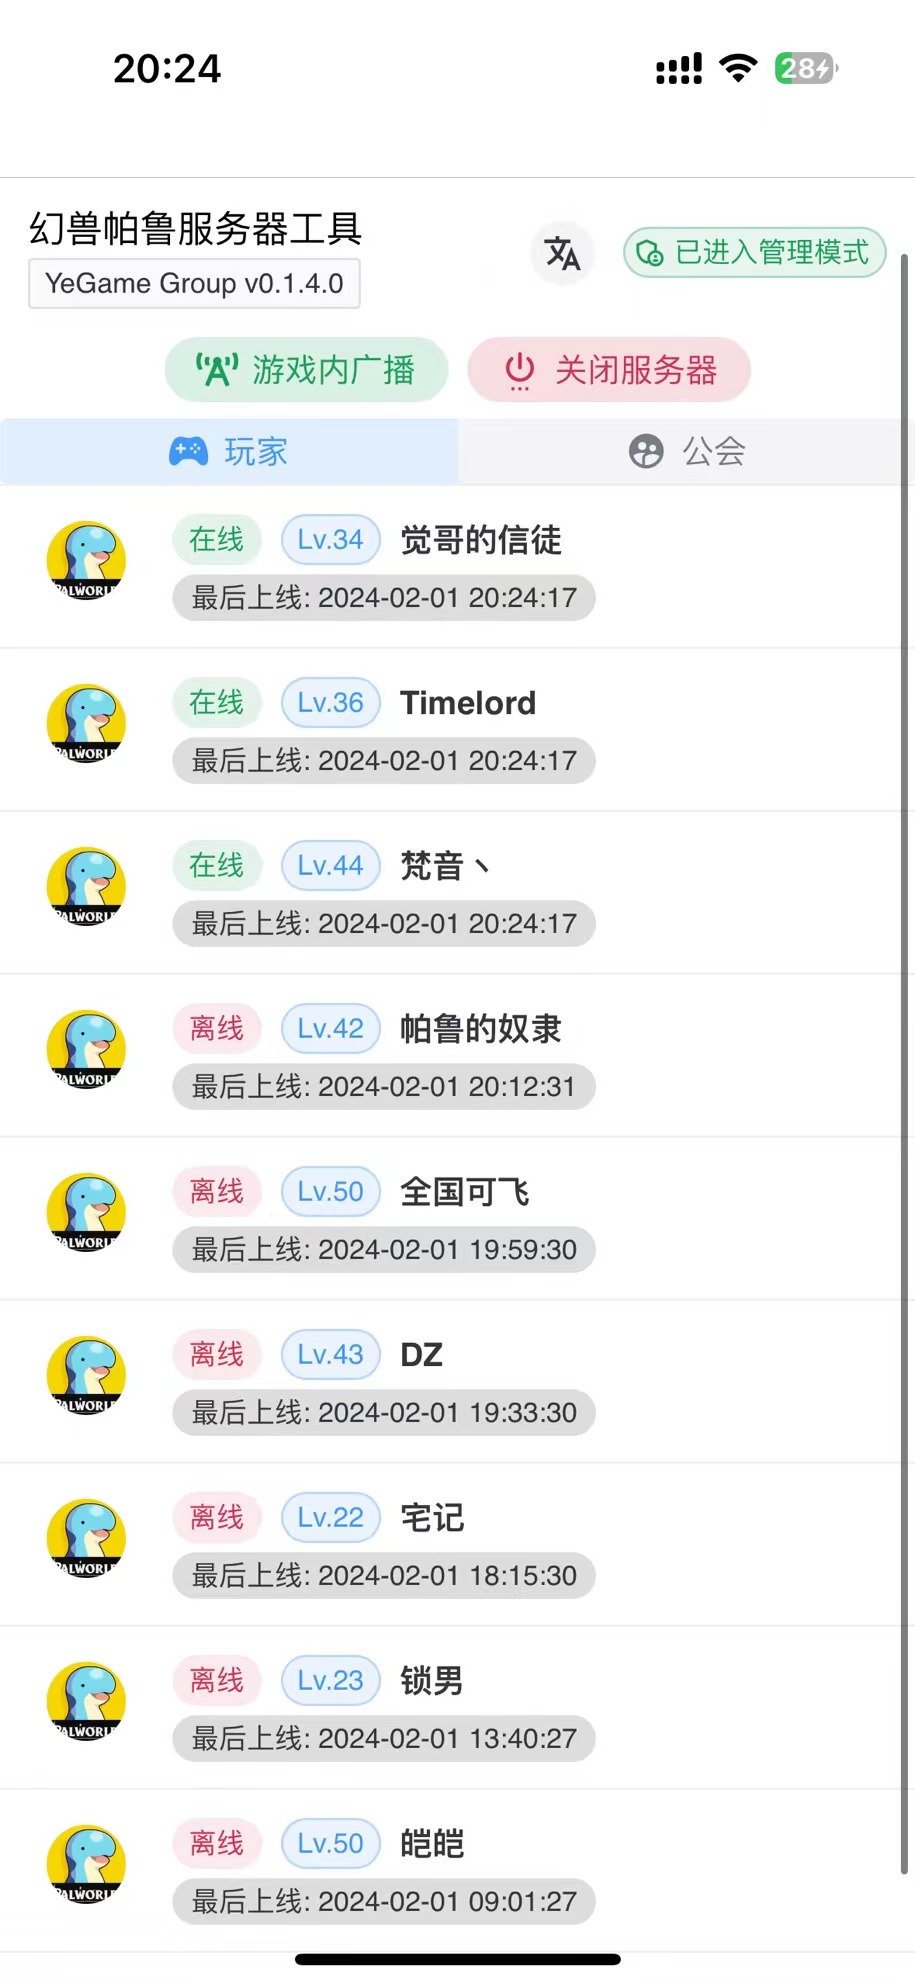 20:24
28
幻兽帕鲁服务器工具
YeGame Group v0.1.4.0
已进入管理模式
游戏内广播
关闭服务器
玩家
公会
在线 Lv.34 觉哥的信徒
最后上线: 2024-02-01 20:24:17
在线 Lv.36 Timelord
最后上线: 2024-02-01 20:24:17
在线 Lv.44 梵音丶
最后上线: 2024-02-01 20:24:17
离线 Lv.42 帕鲁的奴隶
最后上线: 2024-02-01 20:12:31
离线 Lv.50 全国可飞
最后上线: 2024-02-01 19:59:30
离线 Lv.43 DZ
最后上线: 2024-02-01 19:33:30
离线 Lv.22 宅记
最后上线: 2024-02-01 18:15:30
离线 Lv.23 锁男
最后上线: 2024-02-01 13:40:27
离线 Lv.50 皑皑
最后上线: 2024-02-01 09:01:27